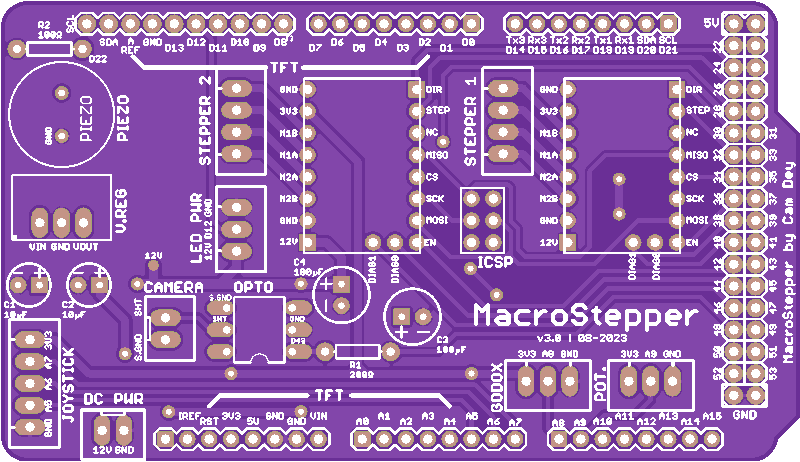 R2
100Ω
D22
SCL
SDA
A
REF
GND
D13
D12
D11
D10
D9
D8
D7
D6
D5
D4
D3
D2
D1
D0
TFT
Tx3
D14
Rx3
D15
Tx2
D16
Rx2
D17
Tx1
D18
Rx1
D19
SDA
D20
SCL
D21
5V
22
24
26
28
30
31
32
33
34
35
36
37
38
39
40
41
42
43
44
45
46
47
48
49
50
51
52
53
GND
MacroStepper by Cam Dey
PIEZO
PIEZO
GND
STEPPER 2
STEPPER 1
GND
3V3
M1B
M1A
M2A
M2B
GND
12V
DIR
STEP
NC
MISO
CS
SCK
MOSI
EN
DIAG1
DIAG0
GND
3V3
M1B
M1A
M2A
M2B
GND
12V
DIR
STEP
NC
MISO
CS
SCK
MOSI
EN
DIAG1
DIAG0
ICSP
V.REG
VIN GND VOUT
LED PWR
12V D12 GND
12V
C1
10µF
C2
10µF
C4
100µF
C3
100µF
CAMERA
SHT
S.GND
OPTO
S.GND
SHT
GND
D49
R1
200Ω
MacroStepper
v3.0 | 08-2023
JOYSTICK
3V3
A7
A6
A5
GND
DC PWR
12V GND
TFT
IREF
RST
3V3
5V
GND
GND
VIN
A0
A1
A2
A3
A4
A5
A6
A7
GODOX
3V3 A8 GND
POT.
3V3 A9 GND
A8
A9
A10
A11
A12
A13
A14
A15